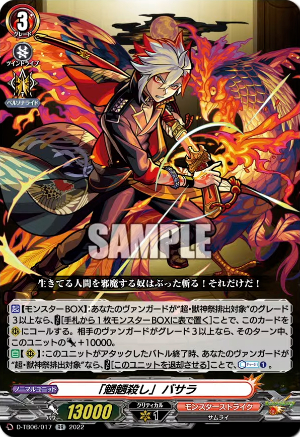 3
グレード
ツインドライブ
ペルソナライド
SAMPLE
生きてる人間を邪魔する奴はぶった斬る！それだけだ！
【モンスターBOX】：あなたのヴァンガードが"超・獣神祭排出対象"のグレード
3以上なら、【手札から1枚モンスターBOXに表で置く】ことで、このカードを
にコールする。相手のヴァンガードがグレード3以上なら、そのターン中、
このユニットの+10000。
：このユニットがアタックしたバトル終了時、あなたのヴァンガードが"超・獣神
祭排出対象"なら、【このユニットを退却させる】ことで、1枚引く。
ノーマルユニット
「魍魎殺し」 バサラ
パワー
13000
クリティカル
1
モンスターストライク
サムライ
D-TB06/017 RR 2022